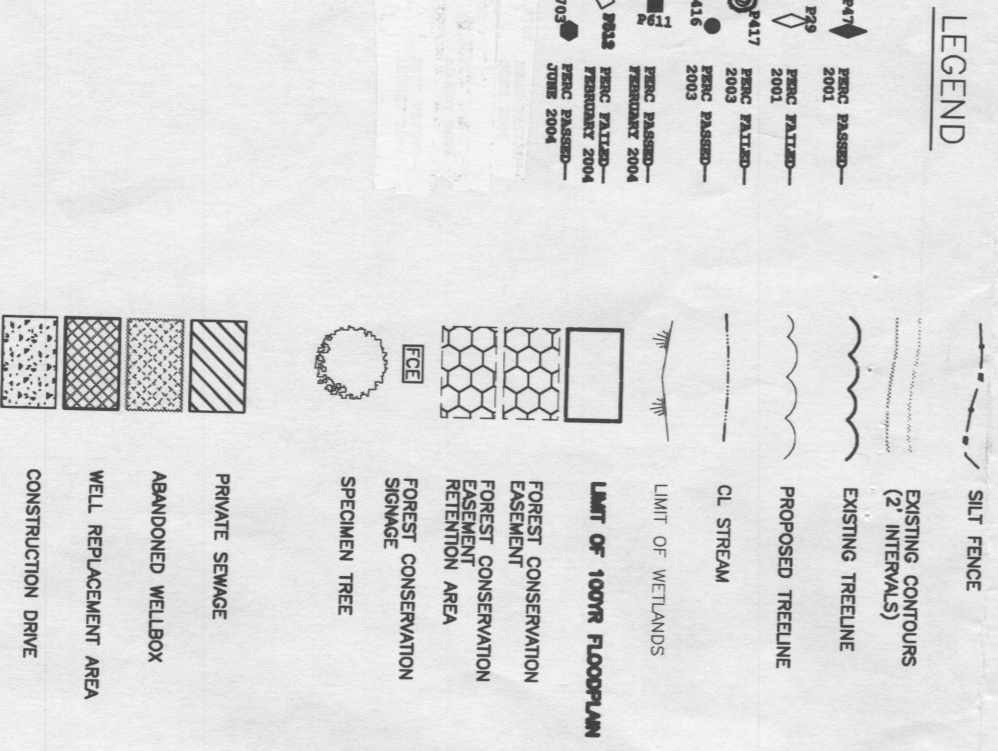 LEGEND
P47
PERC PASSED—
2001
P29
PERC FAILED—
2001
P417
PERC FAILED—
2003
416
PERC PASSED—
2003
P611
PERC PASSED—
FEBRUARY 2004
P612
PERC FAILED—
FEBRUARY 2004
703
PERC PASSED—
JUNE 2004
SILT FENCE
EXISTING CONTOURS
(2' INTERVALS)
EXISTING TREELINE
PROPOSED TREELINE
CL STREAM
LIMIT OF WETLANDS
LIMIT OF 100YR FLOODPLAIN
FOREST CONSERVATION
EASEMENT
FOREST CONSERVATION
EASEMENT
RETENTION AREA
FCE
FOREST CONSERVATION
SIGNAGE
SPECIMEN TREE
PRIVATE SEWAGE
ABANDONED WELLBOX
WELL REPLACEMENT AREA
CONSTRUCTION DRIVE